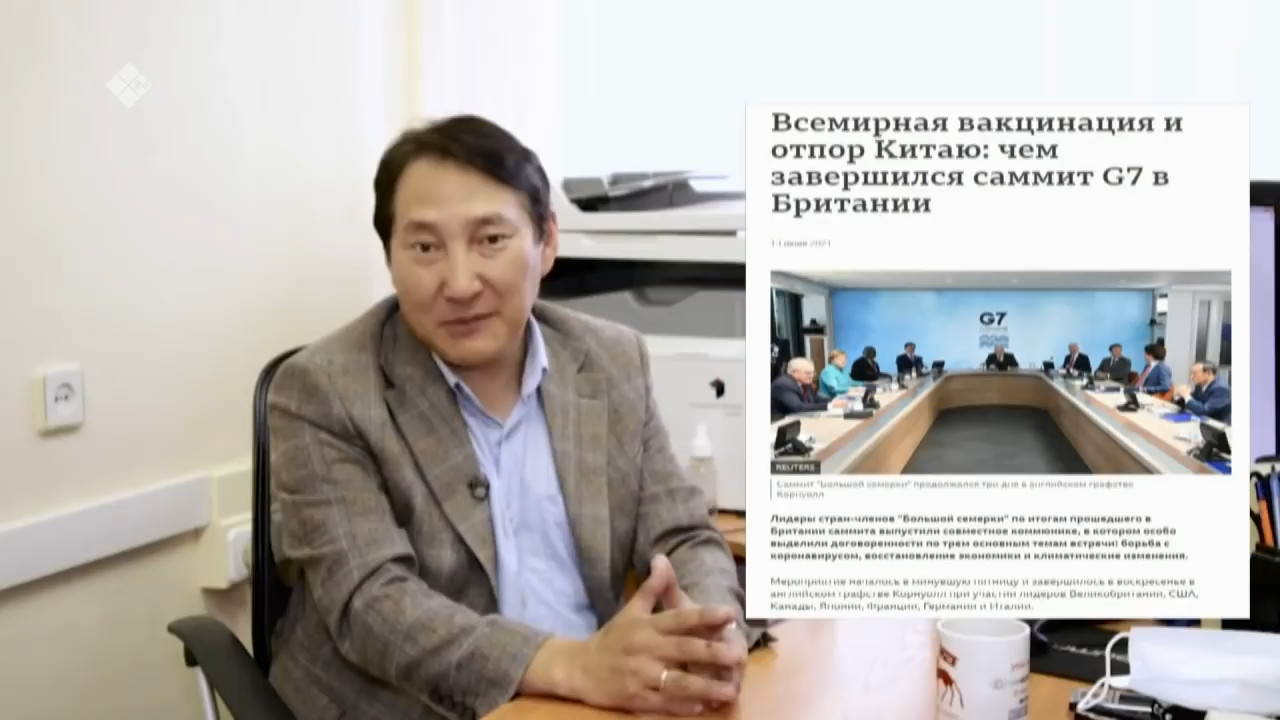 Всемирная вакцинация и
отпор Китаю: чем
завершился саммит G7 в
Британии
14 июня 2021
G7
REUTERS
Саммит "Большой семерки" продолжался три дня в английском графстве
Корнуолл
Лидеры стран-членов "Большой семерки" по итогам прошедшего в
Британии саммита выпустили совместное коммюнике, в котором особо
выделили договоренности по трем основным темам встречи: борьба с
коронавирусом, восстановление экономики и климатические изменения.
Мероприятие началось в минувшую пятницу и завершилось в воскресенье в
английском графстве Корнуолл при участии лидеров Великобритании, США,
Канады, Японии, Франции, Германии и Италии.